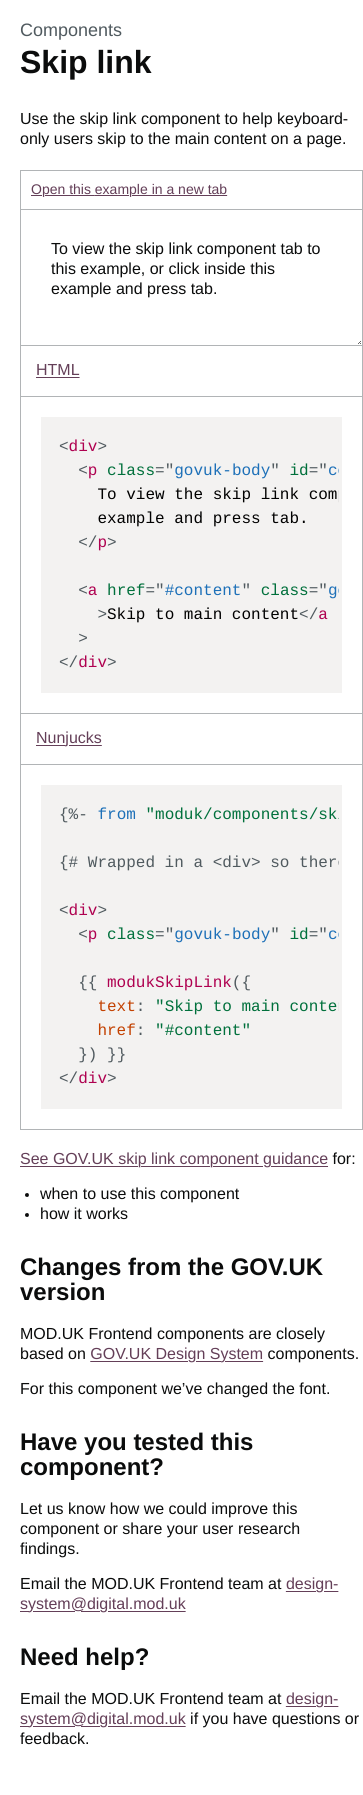 Components
Skip link
Use the skip link component to help keyboard-
only users skip to the main content on a page.
Open this example in a new tab
To view the skip link component tab to
this example, or click inside this
example and press tab.
HTML
<div>
  <p class="govuk-body" id="co
    To view the skip link com
    example and press tab.
  </p>

  <a href="#content" class="go
    >Skip to main content</a
  >
</div>
Nunjucks
{%- from "moduk/components/ski

{# Wrapped in a <div> so there

<div>
  <p class="govuk-body" id="co

  {{ modukSkipLink({
    text: "Skip to main conte
    href: "#content"
  }) }}
</div>
See GOV.UK skip link component guidance for:
• when to use this component
• how it works
Changes from the GOV.UK
version
MOD.UK Frontend components are closely
based on GOV.UK Design System components.
For this component we’ve changed the font.
Have you tested this
component?
Let us know how we could improve this
component or share your user research
findings.
Email the MOD.UK Frontend team at design-
system@digital.mod.uk
Need help?
Email the MOD.UK Frontend team at design-
system@digital.mod.uk if you have questions or
feedback.